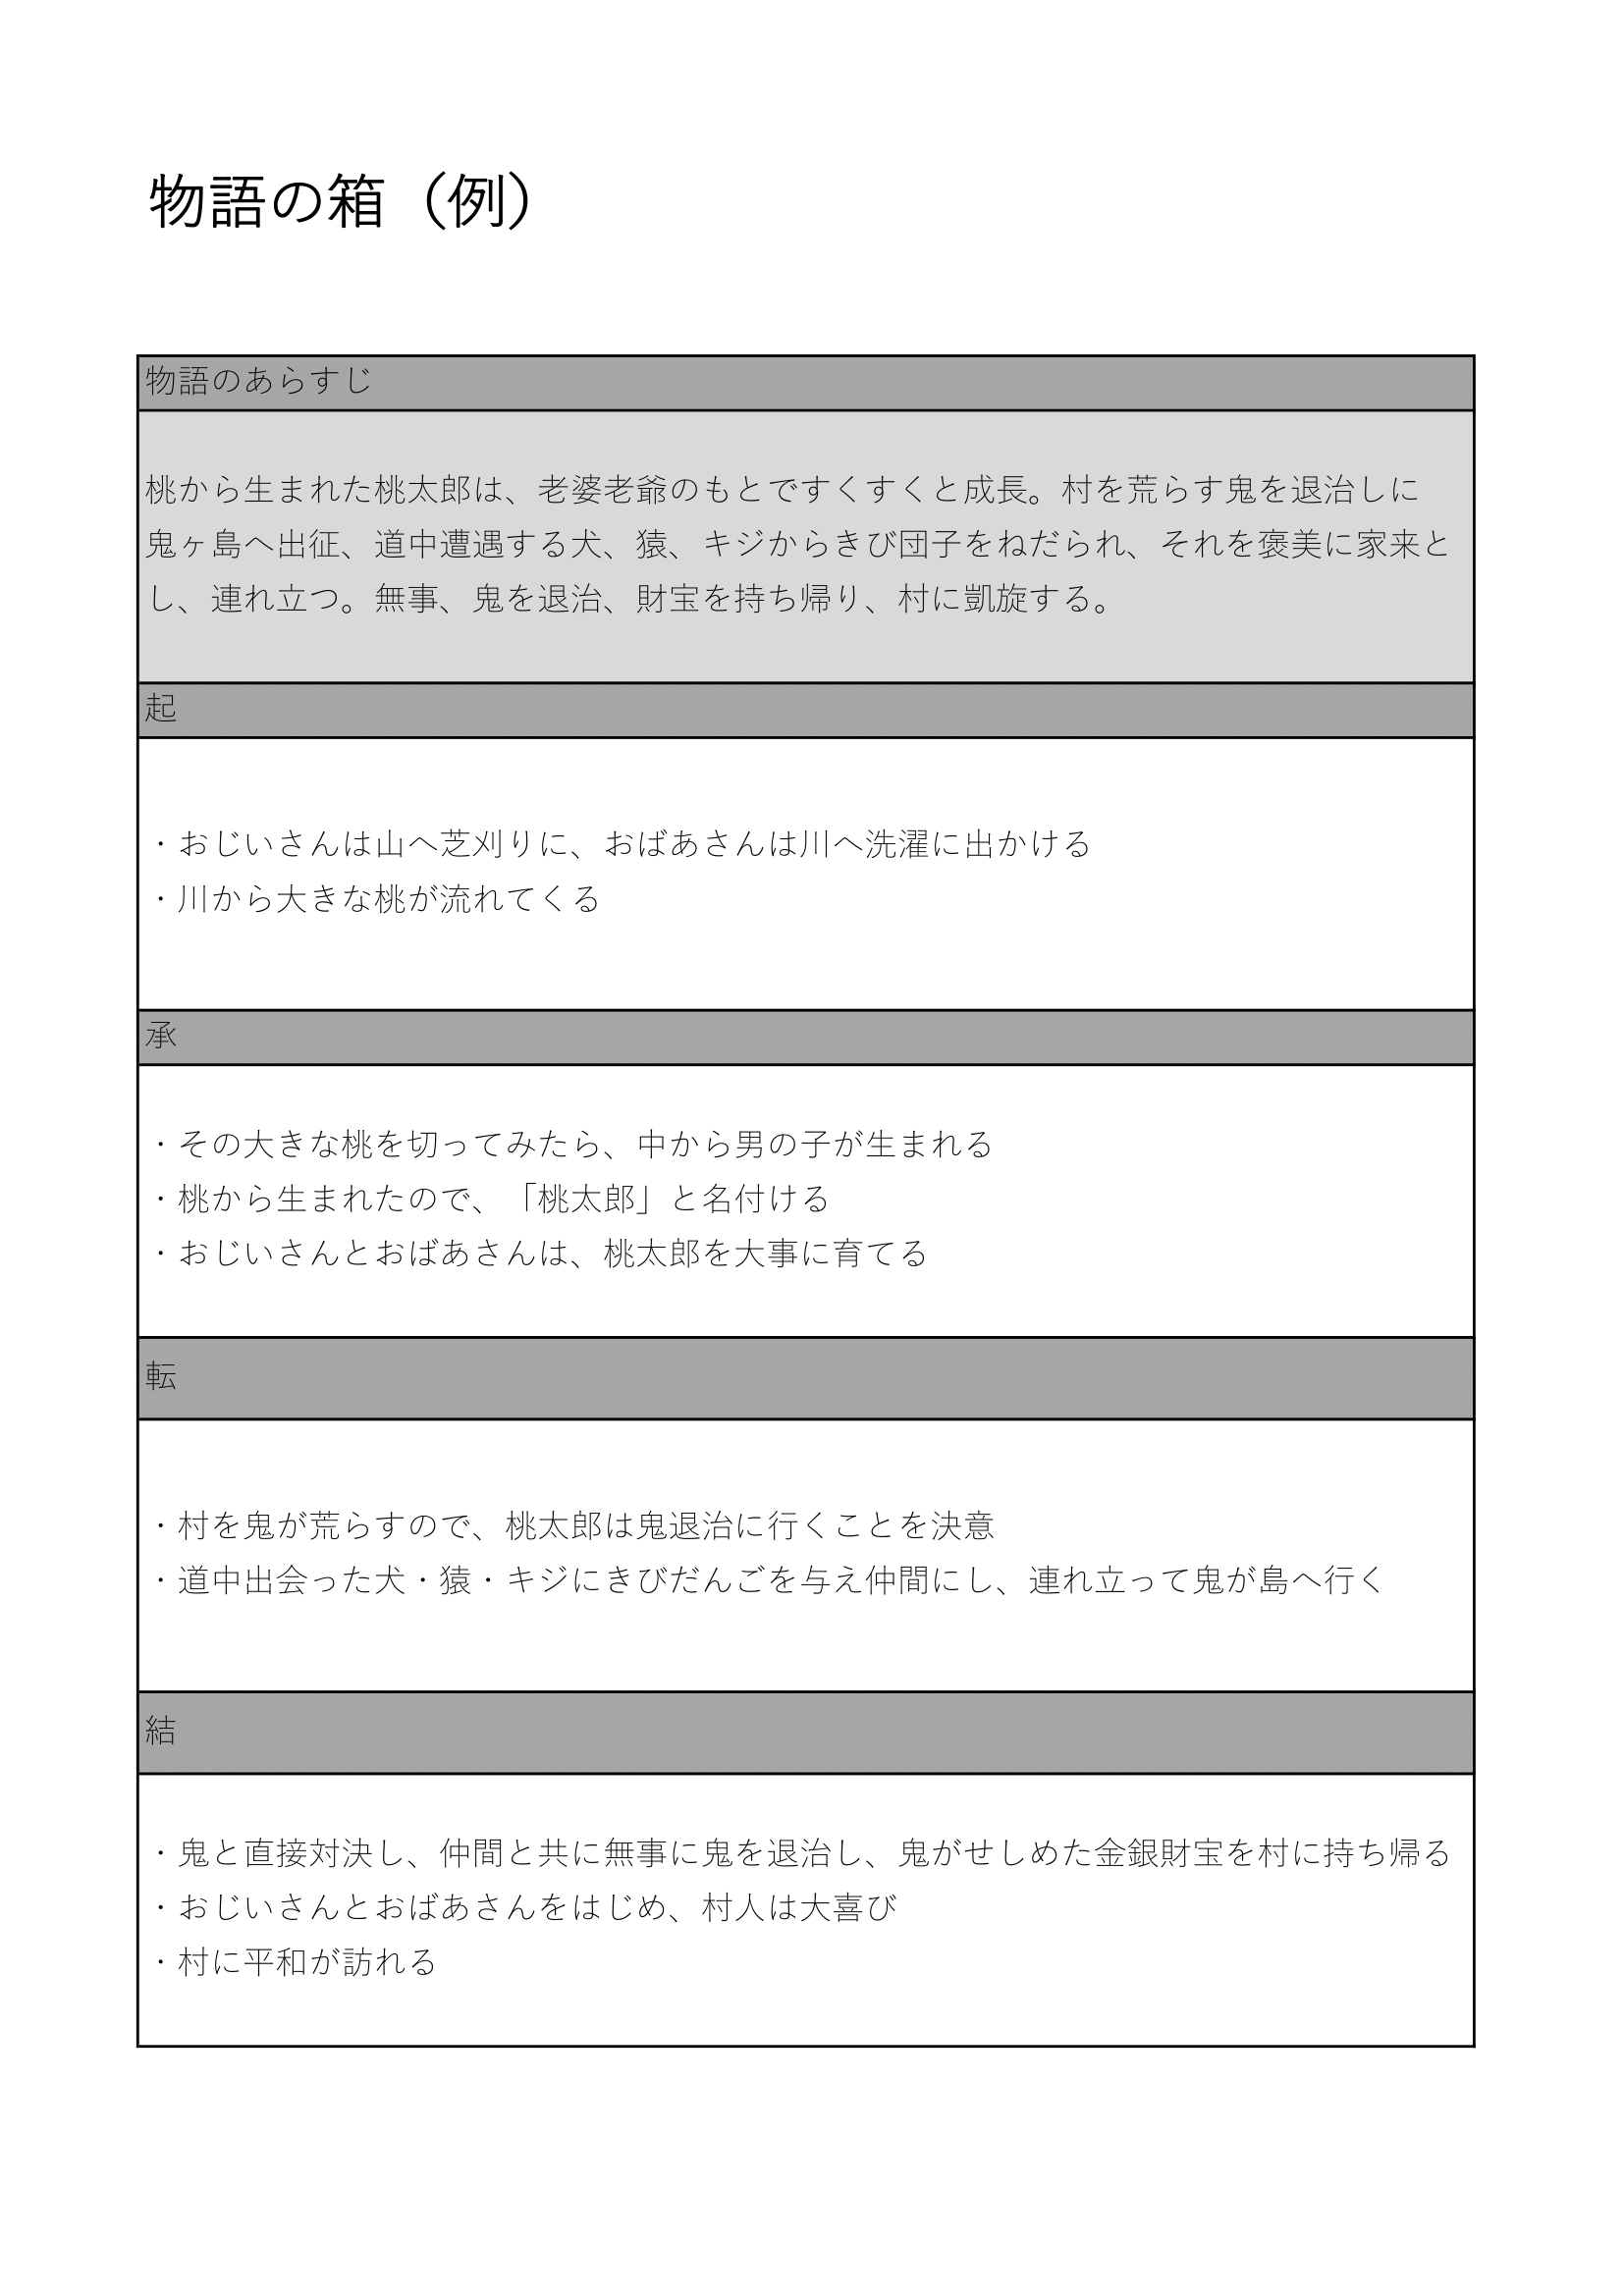 物語の箱（例）
物語のあらすじ
桃から生まれた桃太郎は、老婆老爺のもとですくすくと成長。村を荒らす鬼を退治しに
鬼ヶ島へ出征、道中遭遇する犬、猿、キジからきび団子をねだられ、それを褒美に家来と
し、連れ立つ。無事、鬼を退治、財宝を持ち帰り、村に凱旋する。
起
・おじいさんは山へ芝刈りに、おばあさんは川へ洗濯に出かける
・川から大きな桃が流れてくる
承
・その大きな桃を切ってみたら、中から男の子が生まれる
・桃から生まれたので、「桃太郎」と名付ける
・おじいさんとおばあさんは、桃太郎を大事に育てる
転
・村を鬼が荒らすので、桃太郎は鬼退治に行くことを決意
・道中出会った犬・猿・キジにきびだんごを与え仲間にし、連れ立って鬼が島へ行く
結
・鬼と直接対決し、仲間と共に無事に鬼を退治し、鬼がせしめた金銀財宝を村に持ち帰る
・おじいさんとおばあさんをはじめ、村人は大喜び
・村に平和が訪れる